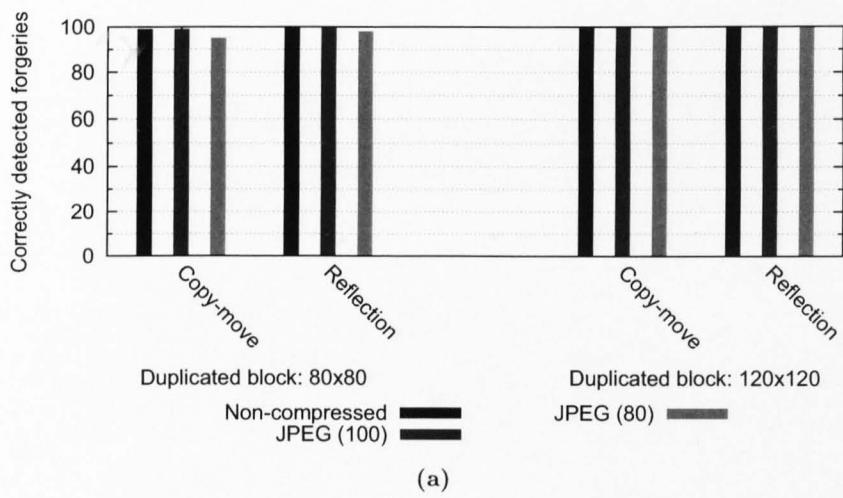 Correctly detected forgeries
100
80
60
40
20
0
Copy-move
Reflection
Copy-move
Reflection
Duplicated block: 80x80
Duplicated block: 120x120
Non-compressed
JPEG (100)
JPEG (80)
(a)